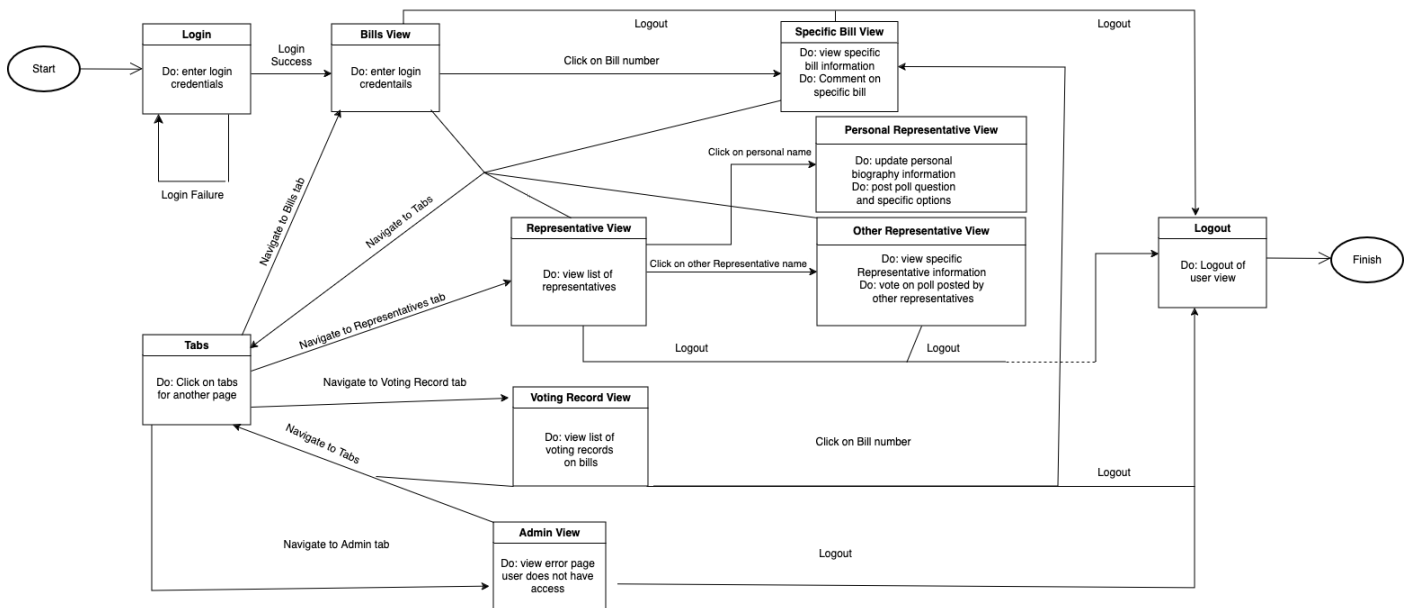 Logout
Logout
Login
Bills View
Specific Bill View
Start
Do: enter login
credentials
Login
Success
Do: enter login
credentails
Click on Bill number
Do: view specific
bill information
Do: Comment on
specific bill
Login Failure
Navigate to Bills tab
Navigate to Tabs
Click on personal name
Personal Representative View
Do: update personal
biography information
Do: post poll question
and specific options
Representative View
Do: view list of
representatives
Click on other Representative name
Other Representative View
Do: view specific
Representative information
Do: vote on poll posted by
other representatives
Logout
Do: Logout of
user view
Finish
Navigate to Representatives tab
Logout
Logout
Tabs
Do: Click on tabs
for another page
Navigate to Voting Record tab
Voting Record View
Do: view list of
voting records
on bills
Click on Bill number
Navigate to Tabs
Logout
Navigate to Admin tab
Admin View
Do: view error page
user does not have
access
Logout